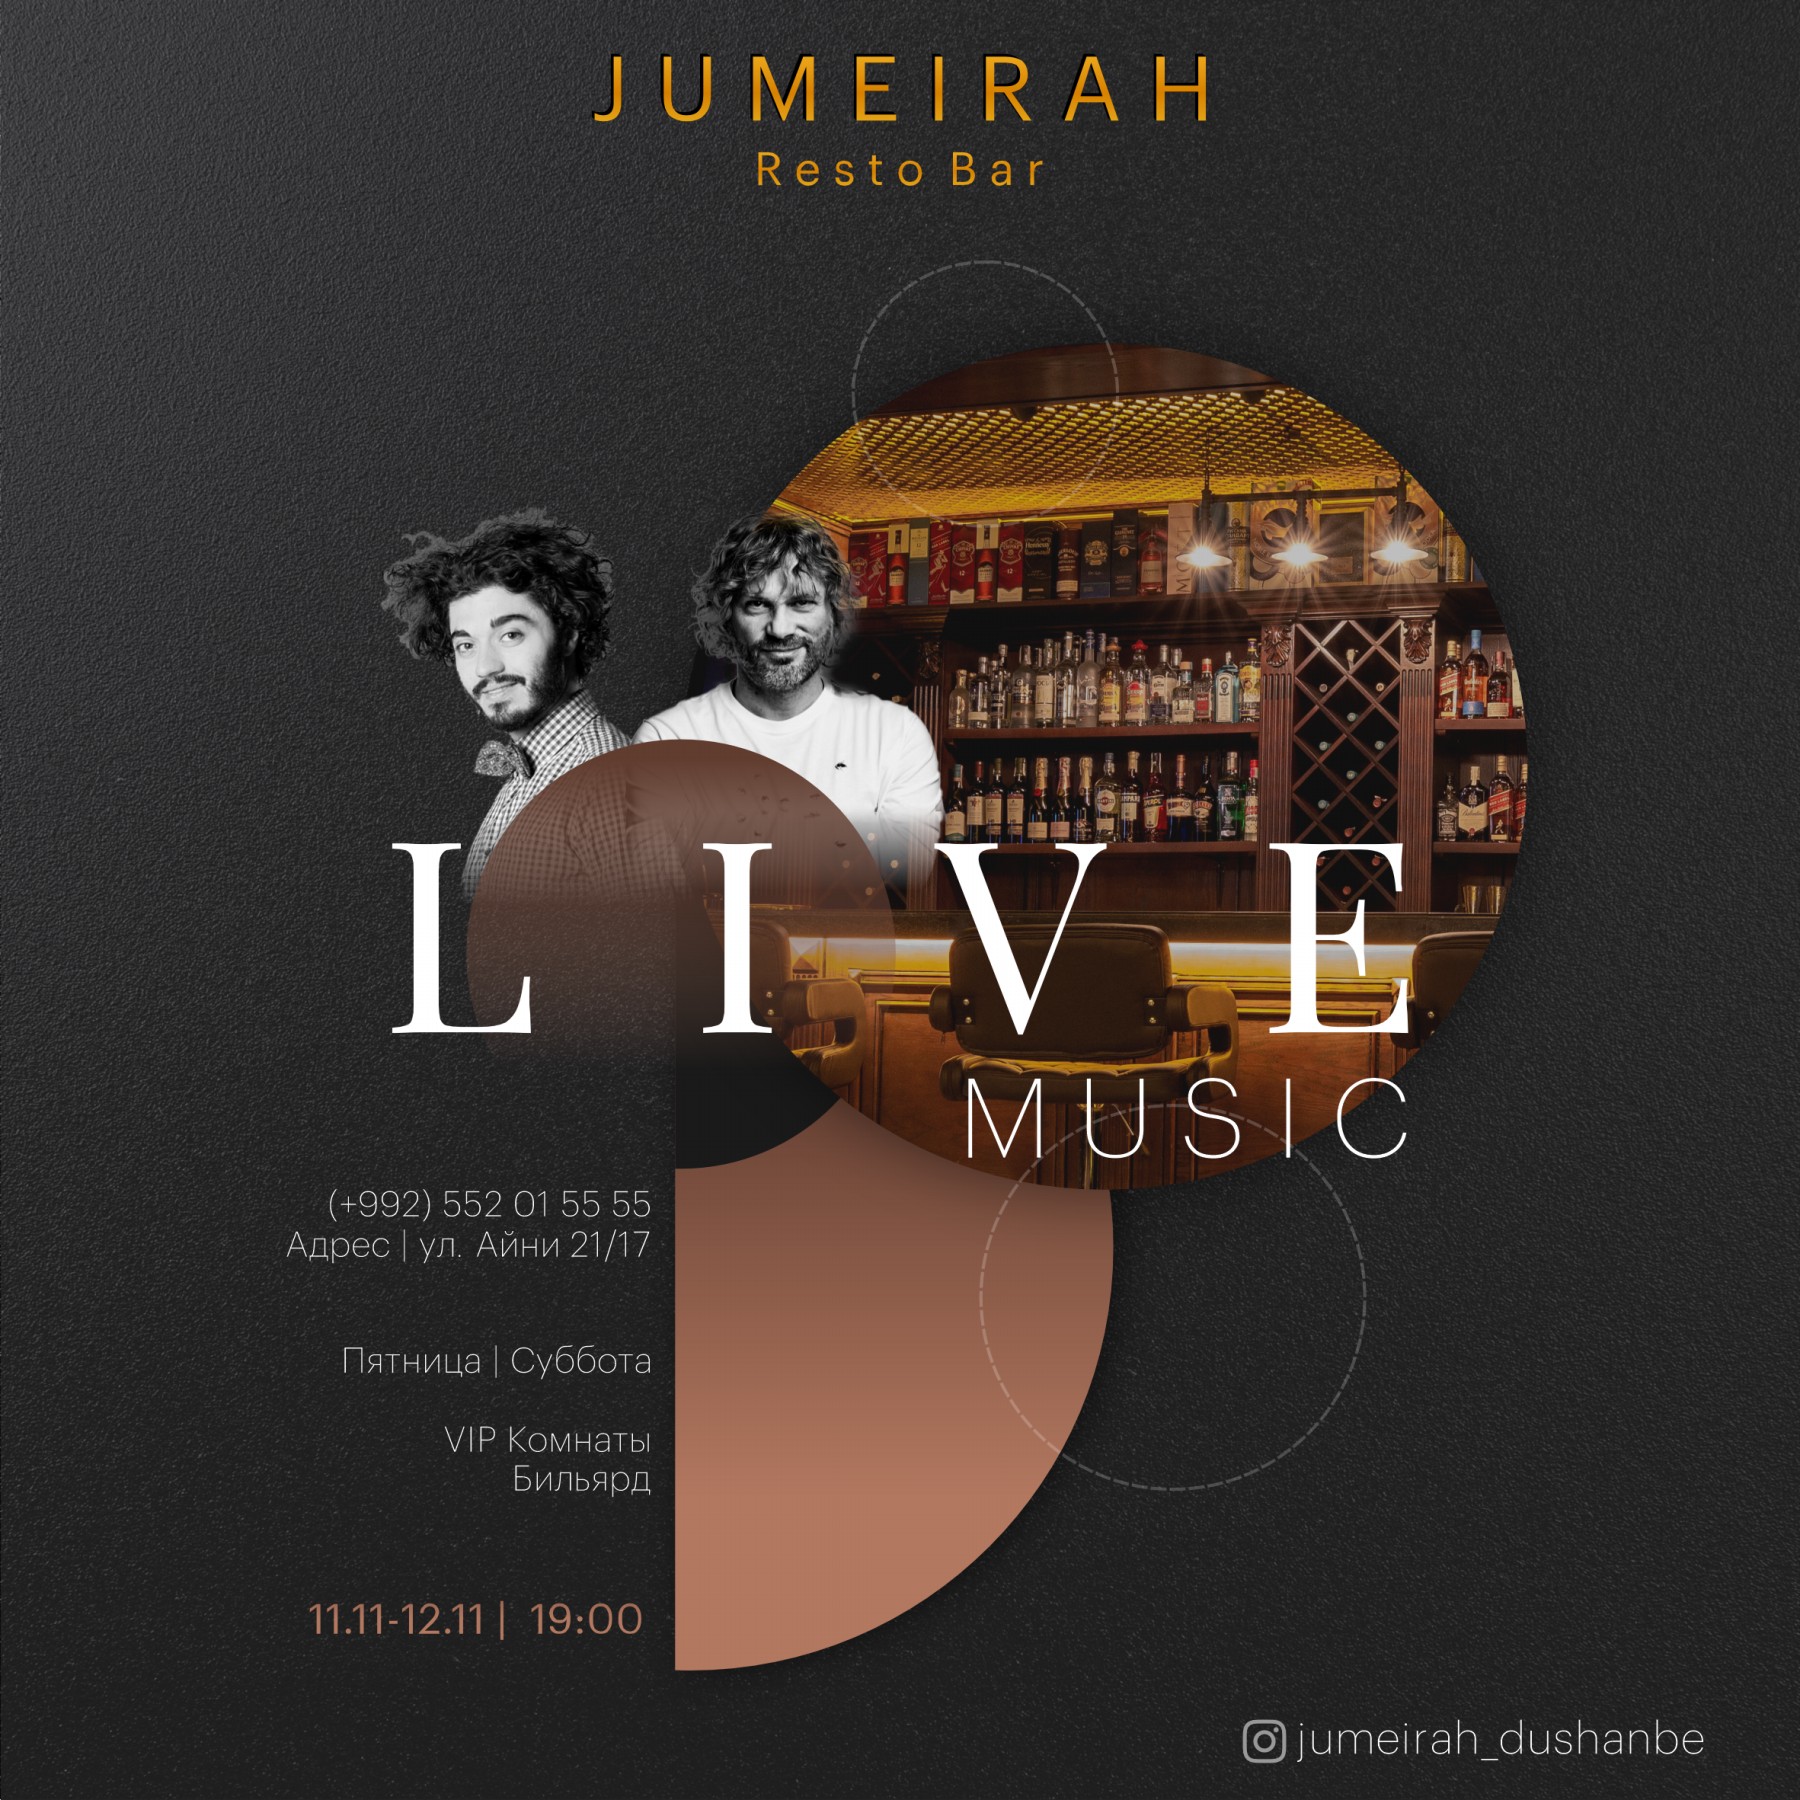 JUMEIRAH
Resto Bar
LIVE
MUSIC
(+992) 552 01 55 55
Адрес | ул. Айни 21/17
Пятница | Суббота
VIP Комнаты
Бильярд
11.11-12.11 | 19:00
jumeirah_dushanbe